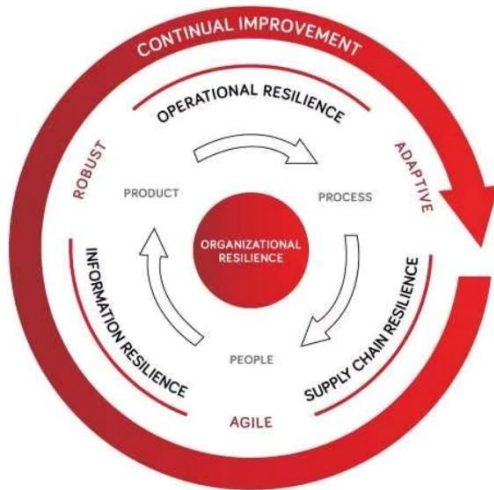 CONTINUAL IMPROVEMENT
OPERATIONAL RESILIENCE
ROBUST
ADAPTIVE
PRODUCT
PROCESS
ORGANIZATIONAL
RESILIENCE
INFORMATION RESILIENCE
SUPPLY CHAIN RESILIENCE
PEOPLE
AGILE